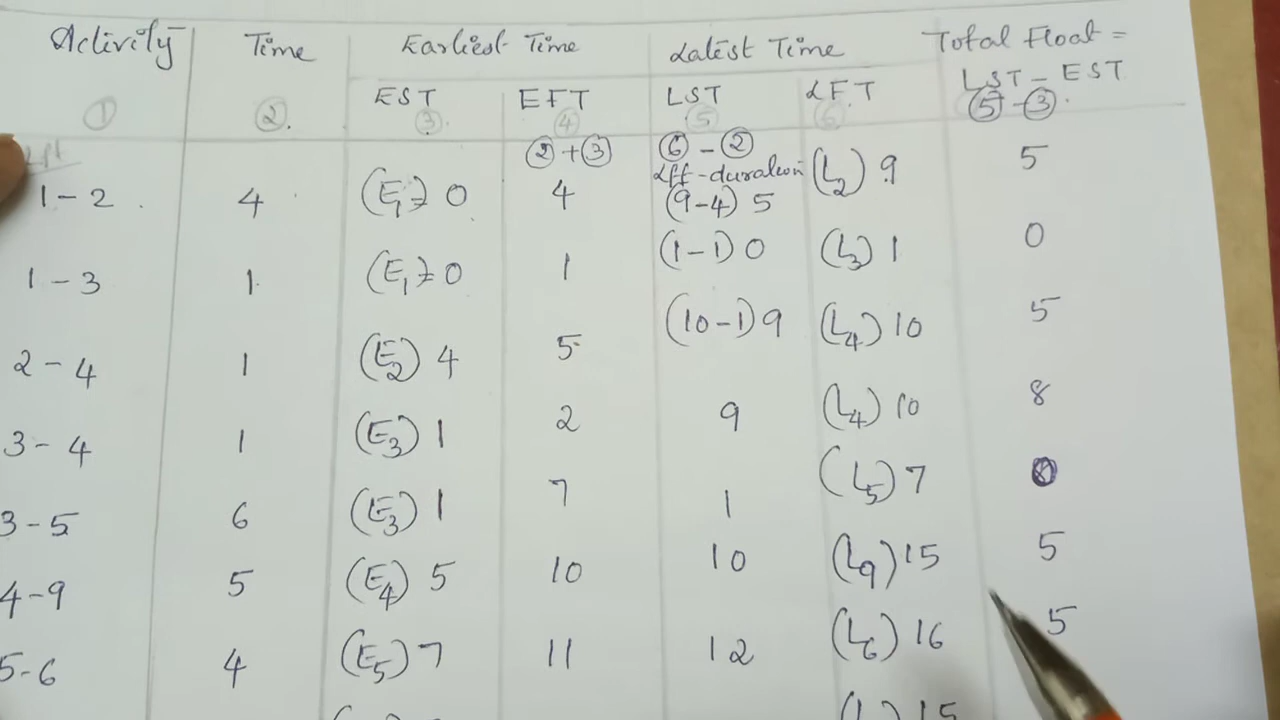 Activity Time Earliest Time Latest Time Total Float =
EST EFT LST LFT LST - EST
① ② ③ ④ ⑤ ⑥ ⑤ - ③
②+③ ⑥ - ②
Lft-duration
1-2 4 (E1) = 0 4 (9-4) 5 (L2) 9 5
1-3 1 (E1) = 0 1 (1-1) 0 (L3) 1 0
2-4 1 (E2) 4 5 (10-1) 9 (L4) 10 5
3-4 1 (E3) 1 2 9 (L4) 10 8
3-5 6 (E3) 1 7 1 (L5) 7 0
4-9 5 (E4) 5 10 10 (L9) 15 5
5-6 4 (E5) 7 11 12 (L6) 16 5
15